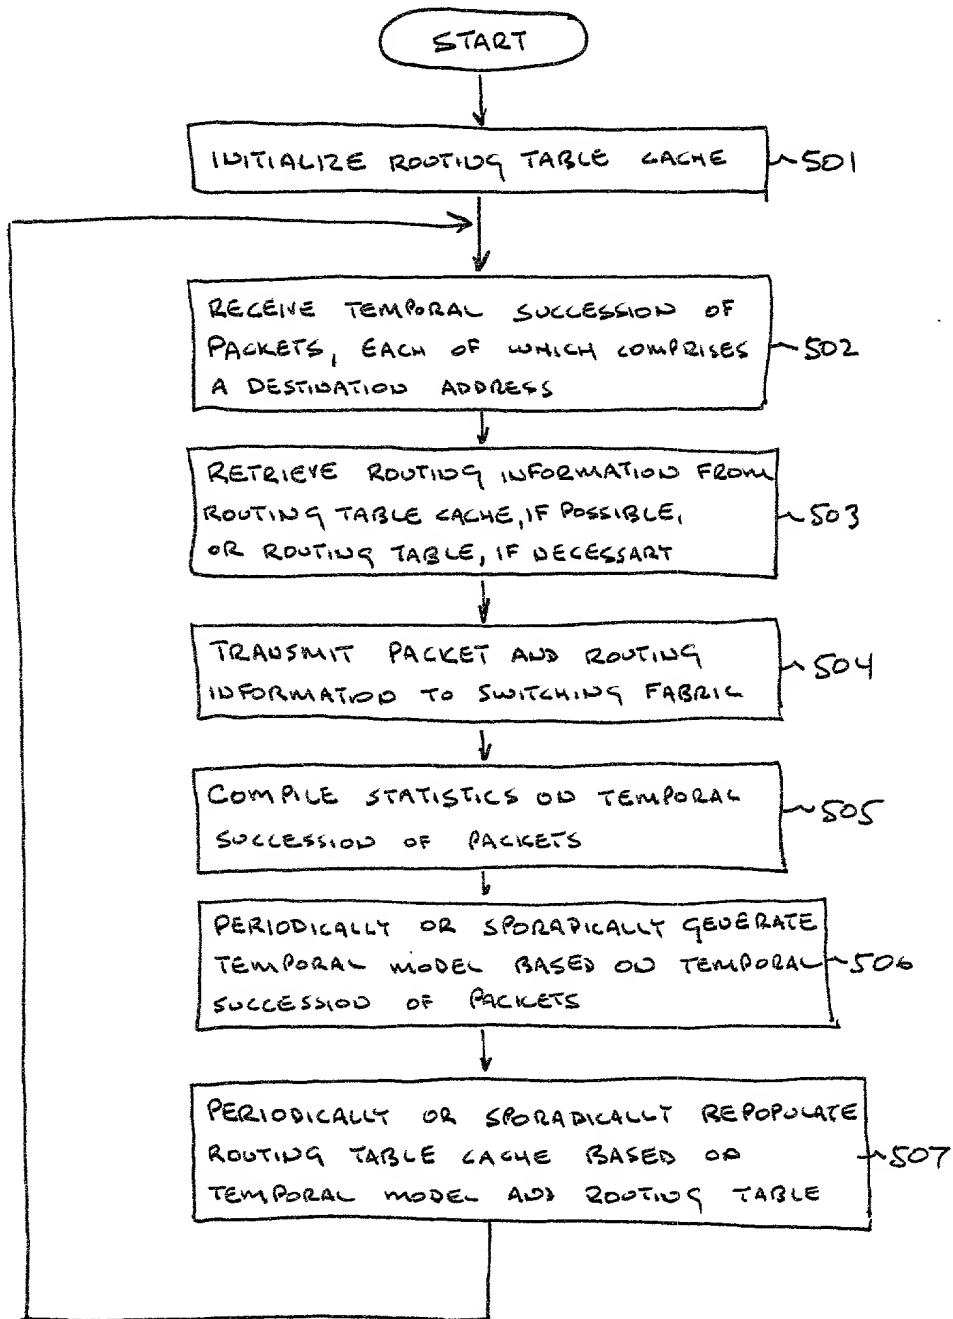 START
INITIALIZE ROUTING TABLE CACHE
501
RECEIVE TEMPORAL SUCCESSION OF
PACKETS, EACH OF WHICH COMPRISES
A DESTINATION ADDRESS
502
RETRIEVE ROUTING INFORMATION FROM
ROUTING TABLE CACHE, IF POSSIBLE,
OR ROUTING TABLE, IF NECESSARY
503
TRANSMIT PACKET AND ROUTING
INFORMATION TO SWITCHING FABRIC
504
COMPILE STATISTICS ON TEMPORAL
SUCCESSION OF PACKETS
505
PERIODICALLY OR SPORADICALLY GENERATE
TEMPORAL MODEL BASED ON TEMPORAL
SUCCESSION OF PACKETS
506
PERIODICALLY OR SPORADICALLY REPOPULATE
ROUTING TABLE CACHE BASED ON
TEMPORAL MODEL AND ROUTING TABLE
507